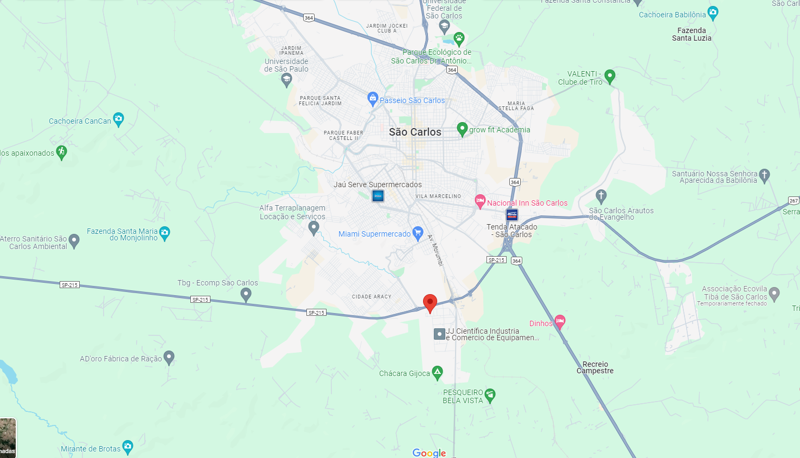 UNIVERSIDADE
Federal de
São Carlos
Fazenda Santa Constância
Cachoeira Babilônia
364
JARDIM JOCKEI
CLUB A...
Fazenda
Santa Luzia
JARDIM
IPANEMA
Parque Ecológico de
São Carlos Dr. Antônio...
Universidade
de São Paulo
364
VALENTI -
Clube de Tiro
PARQUE SANTA
FELICIA JARDIM
Passeio São Carlos
MARIA
STELLA FAGA
Cachoeira CanCan
São Carlos
grow fit Academia
PARQUE FABER
CASTELL II
dos apaixonados
Jaú Serve Supermercados
364
Santuário Nossa Senhora
Aparecida da Babilônia
VILA MARCELINO
National Inn São Carlos
267
Alfa Terraplanagem
Locação e Serviços
São Carlos Arautos
do Evangelho
Serra
Fazenda Santa Maria
do Monjolinho
Miami Supermercado
Tenda Atacado
- São Carlos
Aterro Sanitário São
Carlos Ambiental
Av. Morumbi
SP-215
364
SP-215
Tbg - Ecomp Sao Carlos
Associação Ecovila
Tibá de São Carlos
Temporariamente fechado
SP-215
CIDADE ARACY
SP-215
Dinhos
JJ Científica Industria
e Comercio de Equipamen...
AD'oro Fábrica de Ração
Recreio
Campestre
Chácara Gijoca
PESQUEIRO
BELA VISTA
Mirante de Brotas
Google